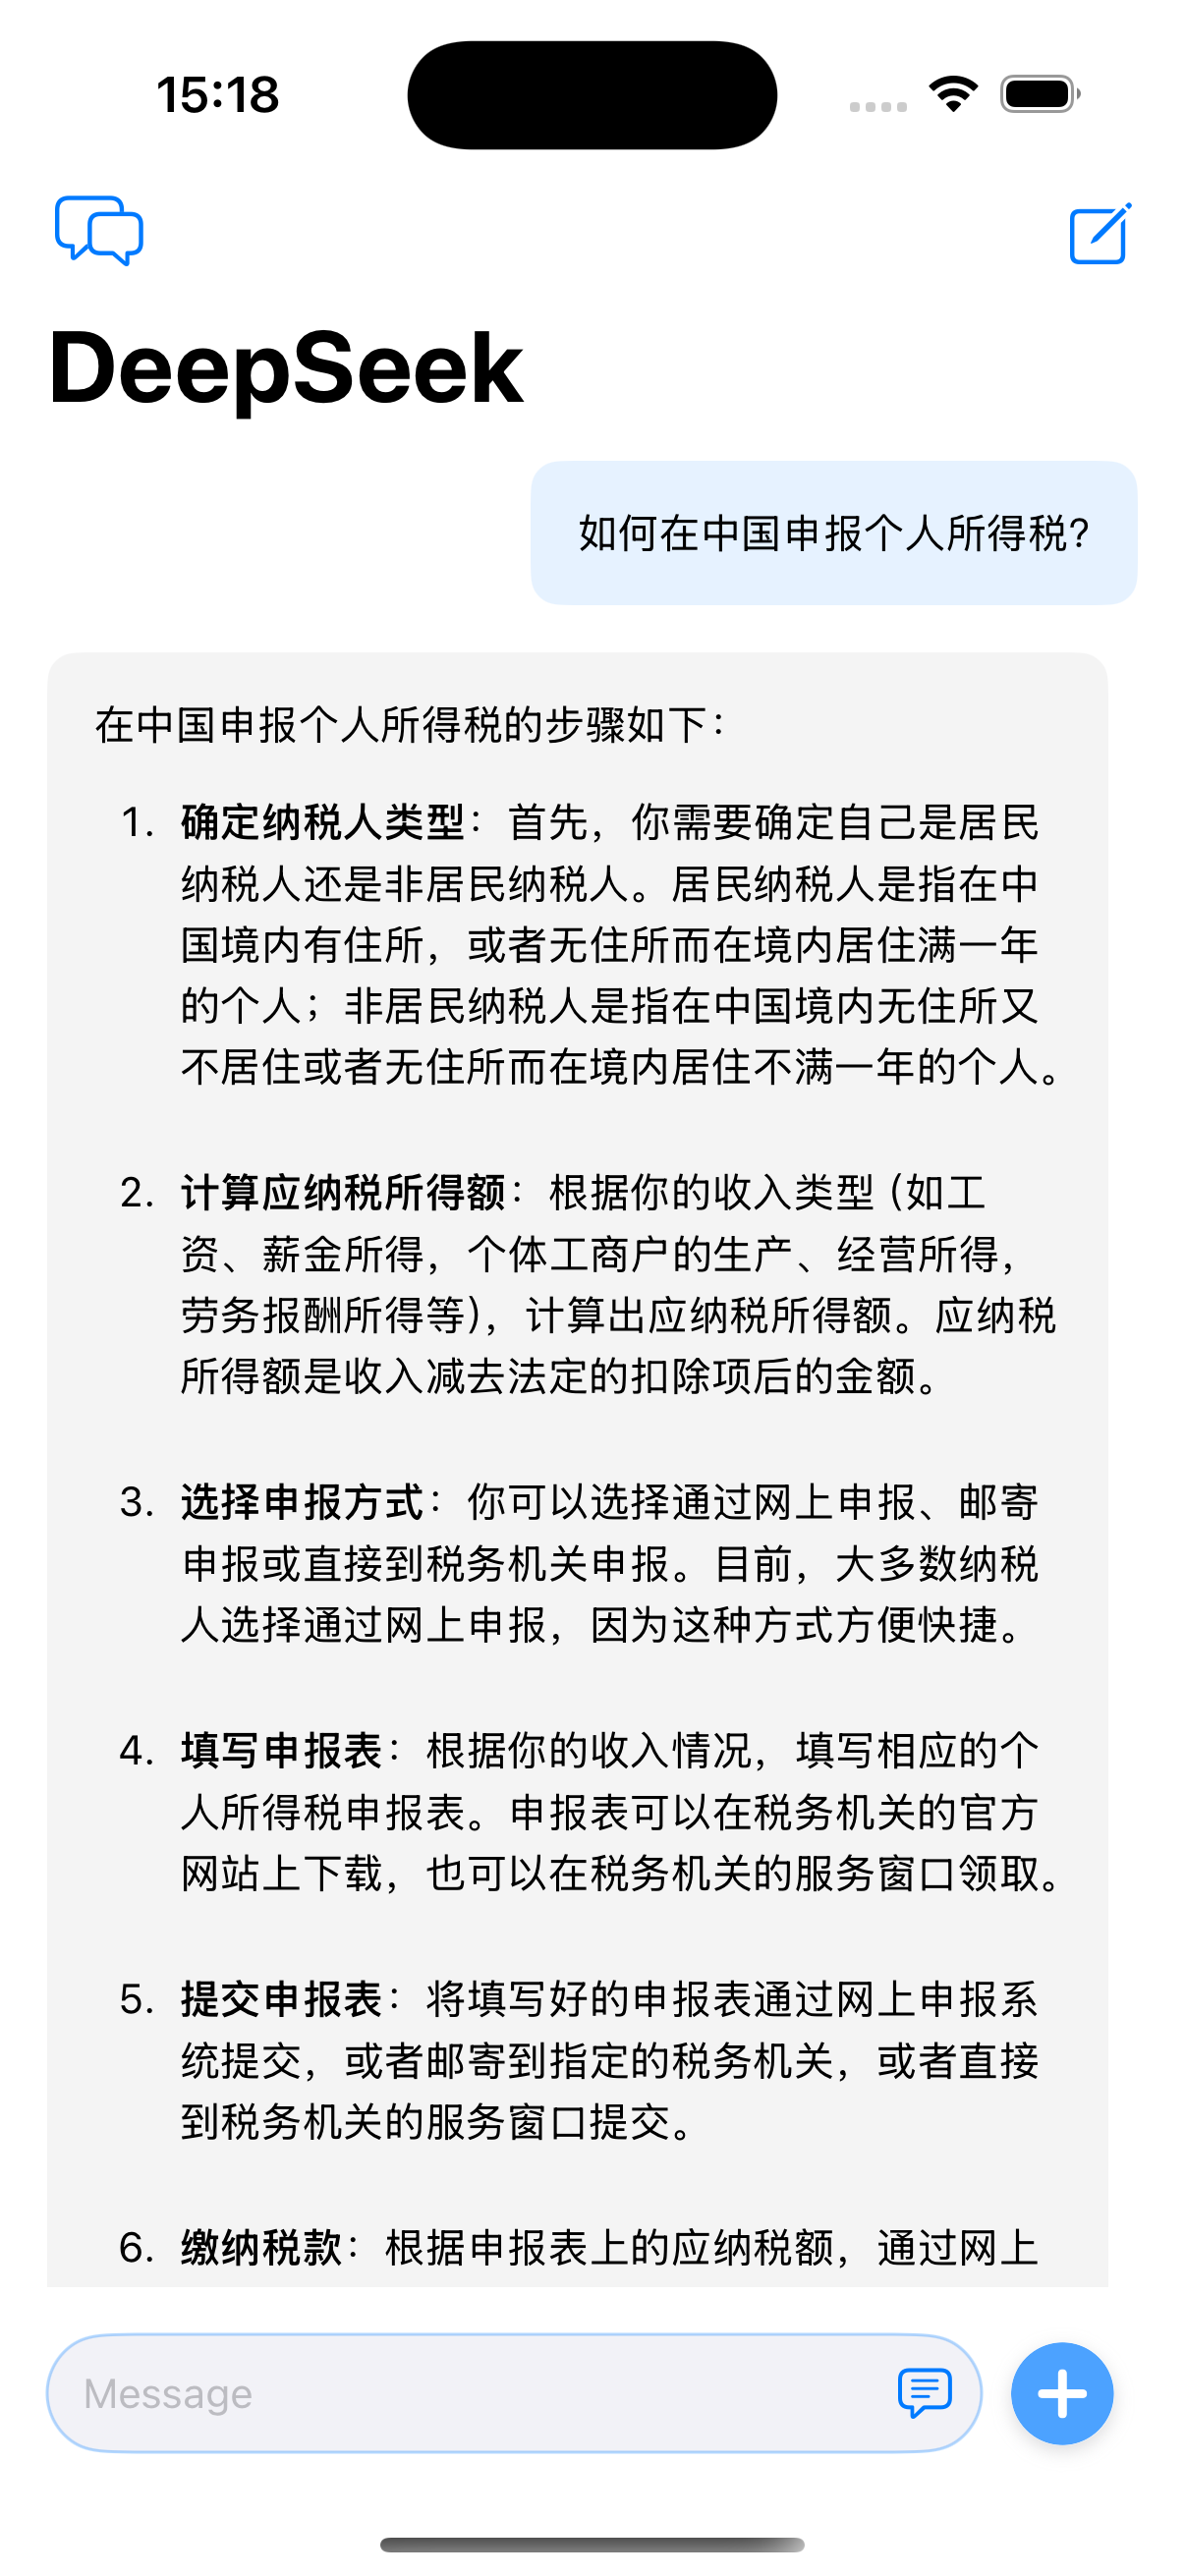 15:18
DeepSeek
如何在中国申报个人所得税?
在中国申报个人所得税的步骤如下：
1. 确定纳税人类型：首先，你需要确定自己是居民
纳税人还是非居民纳税人。居民纳税人是指在中
国境内有住所，或者无住所而在境内居住满一年
的个人；非居民纳税人是指在中国境内无住所又
不居住或者无住所而在境内居住不满一年的个人。
2. 计算应纳税所得额：根据你的收入类型（如工
资、薪金所得，个体工商户的生产、经营所得，
劳务报酬所得等），计算出应纳税所得额。应纳税
所得额是收入减去法定的扣除项后的金额。
3. 选择申报方式：你可以选择通过网上申报、邮寄
申报或直接到税务机关申报。目前，大多数纳税
人选择通过网上申报，因为这种方式方便快捷。
4. 填写申报表：根据你的收入情况，填写相应的个
人所得税申报表。申报表可以在税务机关的官方
网站上下载，也可以在税务机关的服务窗口领取。
5. 提交申报表：将填写好的申报表通过网上申报系
统提交，或者邮寄到指定的税务机关，或者直接
到税务机关的服务窗口提交。
6. 缴纳税款：根据申报表上的应纳税额，通过网上
Message